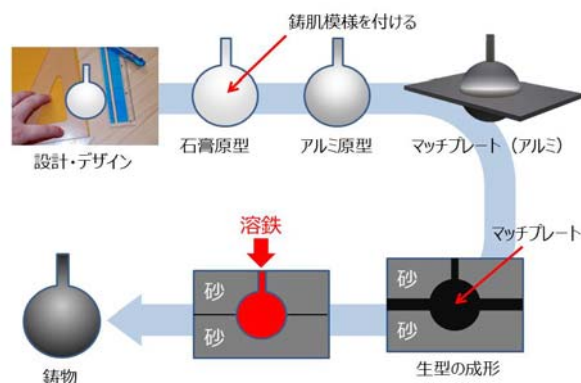 鋳肌模様を付ける
設計・デザイン
石膏原型
アルミ原型
マッチプレート（アルミ）
溶鉄
マッチプレート
砂
砂
砂
砂
鋳物
生型の成形